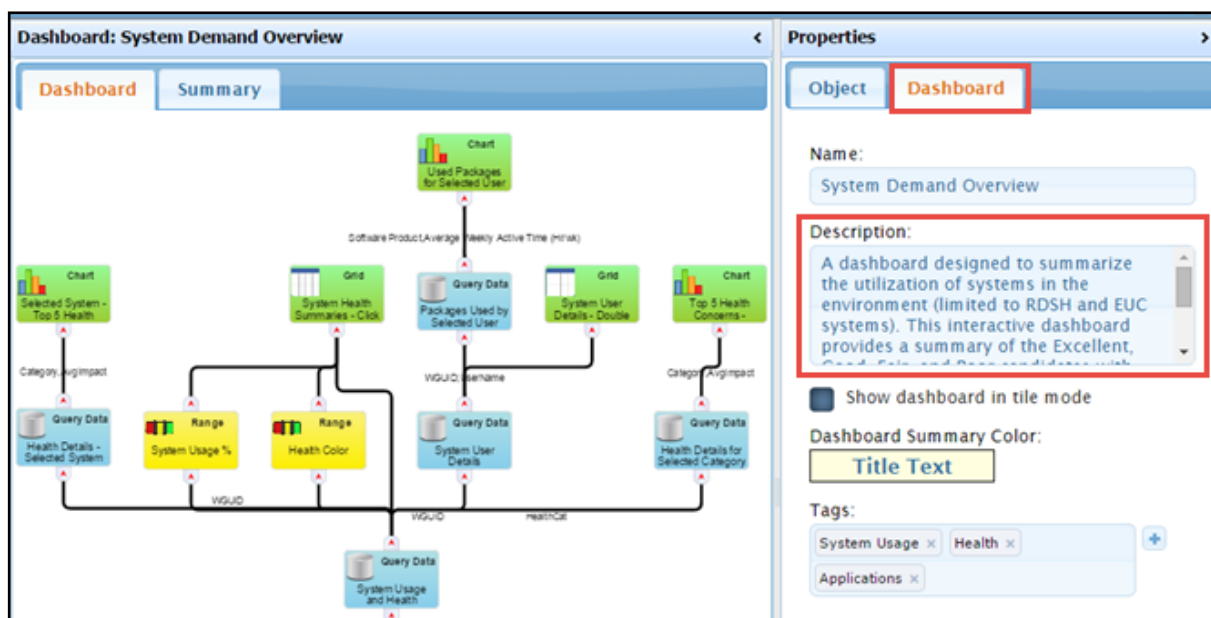 Dashboard: System Demand Overview
Dashboard
Summary
Chart
Used Packages
for Selected User
Software Product,Average Weekly Active Time (Hr/wk)
Chart
Selected System -
Top 5 Health
Grid
System Health
Summaries - Click
Query Data
Packages Used by
Selected User
Grid
System User
Details - Double
Chart
Top 5 Health
Concerns -
Category,AvgImpact
WGUID,username
Category,AvgImpact
Query Data
Health Details -
Selected System
Range
System Usage %
Range
Health Color
Query Data
System User
Details
Query Data
Health Details for
Selected Category
WGUID
WGUID
HealthCat
Query Data
System Usage
and Health
Properties
Object
Dashboard
Name:
System Demand Overview
Description:
A dashboard designed to summarize
the utilization of systems in the
environment (limited to RDSH and EUC
systems). This interactive dashboard
provides a summary of the Excellent,
Good, Fair, and Poor candidates with
Show dashboard in tile mode
Dashboard Summary Color:
Title Text
Tags:
System Usage ×
Health ×
Applications ×